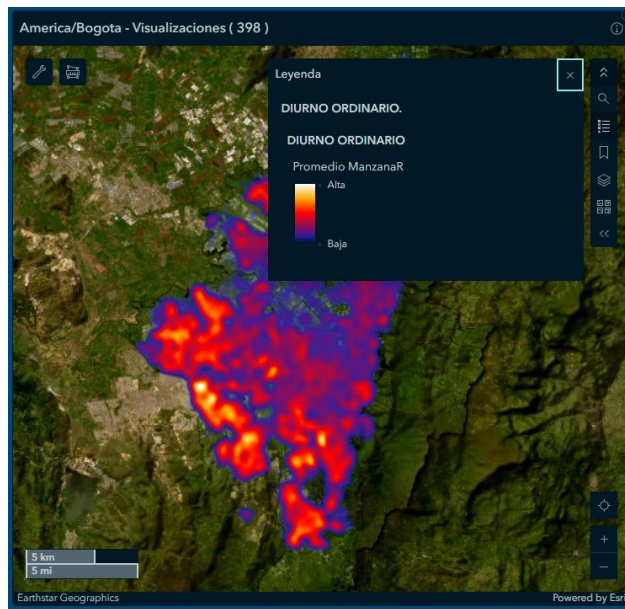 America/Bogota - Visualizaciones ( 398 )
Leyenda
DIURNO ORDINARIO.
DIURNO ORDINARIO
Promedio ManzanaR
Alta
Baja
5 km
5 mi
Earthstar Geographics
Powered by Esri